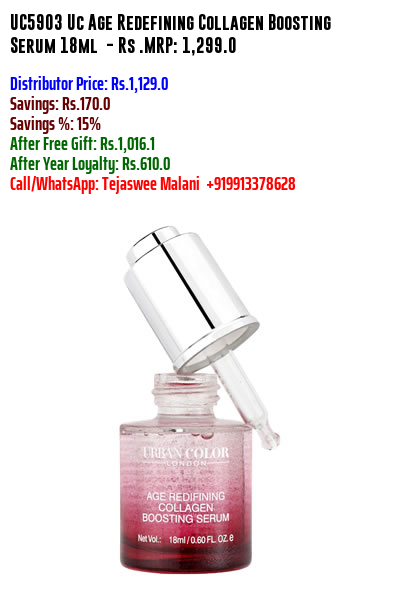 UC5903 Uc Age Redefining Collagen Boosting
Serum 18ml - Rs .MRP: 1,299.0
Distributor Price: Rs.1,129.0
Savings: Rs.170.0
Savings %: 15%
After Free Gift: Rs.1,016.1
After Year Loyalty: Rs.610.0
Call/WhatsApp: Tejaswee Malani +919913378628
URBAN COLOR
LONDON
AGE REDIFINING
COLLAGEN
BOOSTING SERUM
Net Vol.: 18ml / 0.60 FL. OZ. e